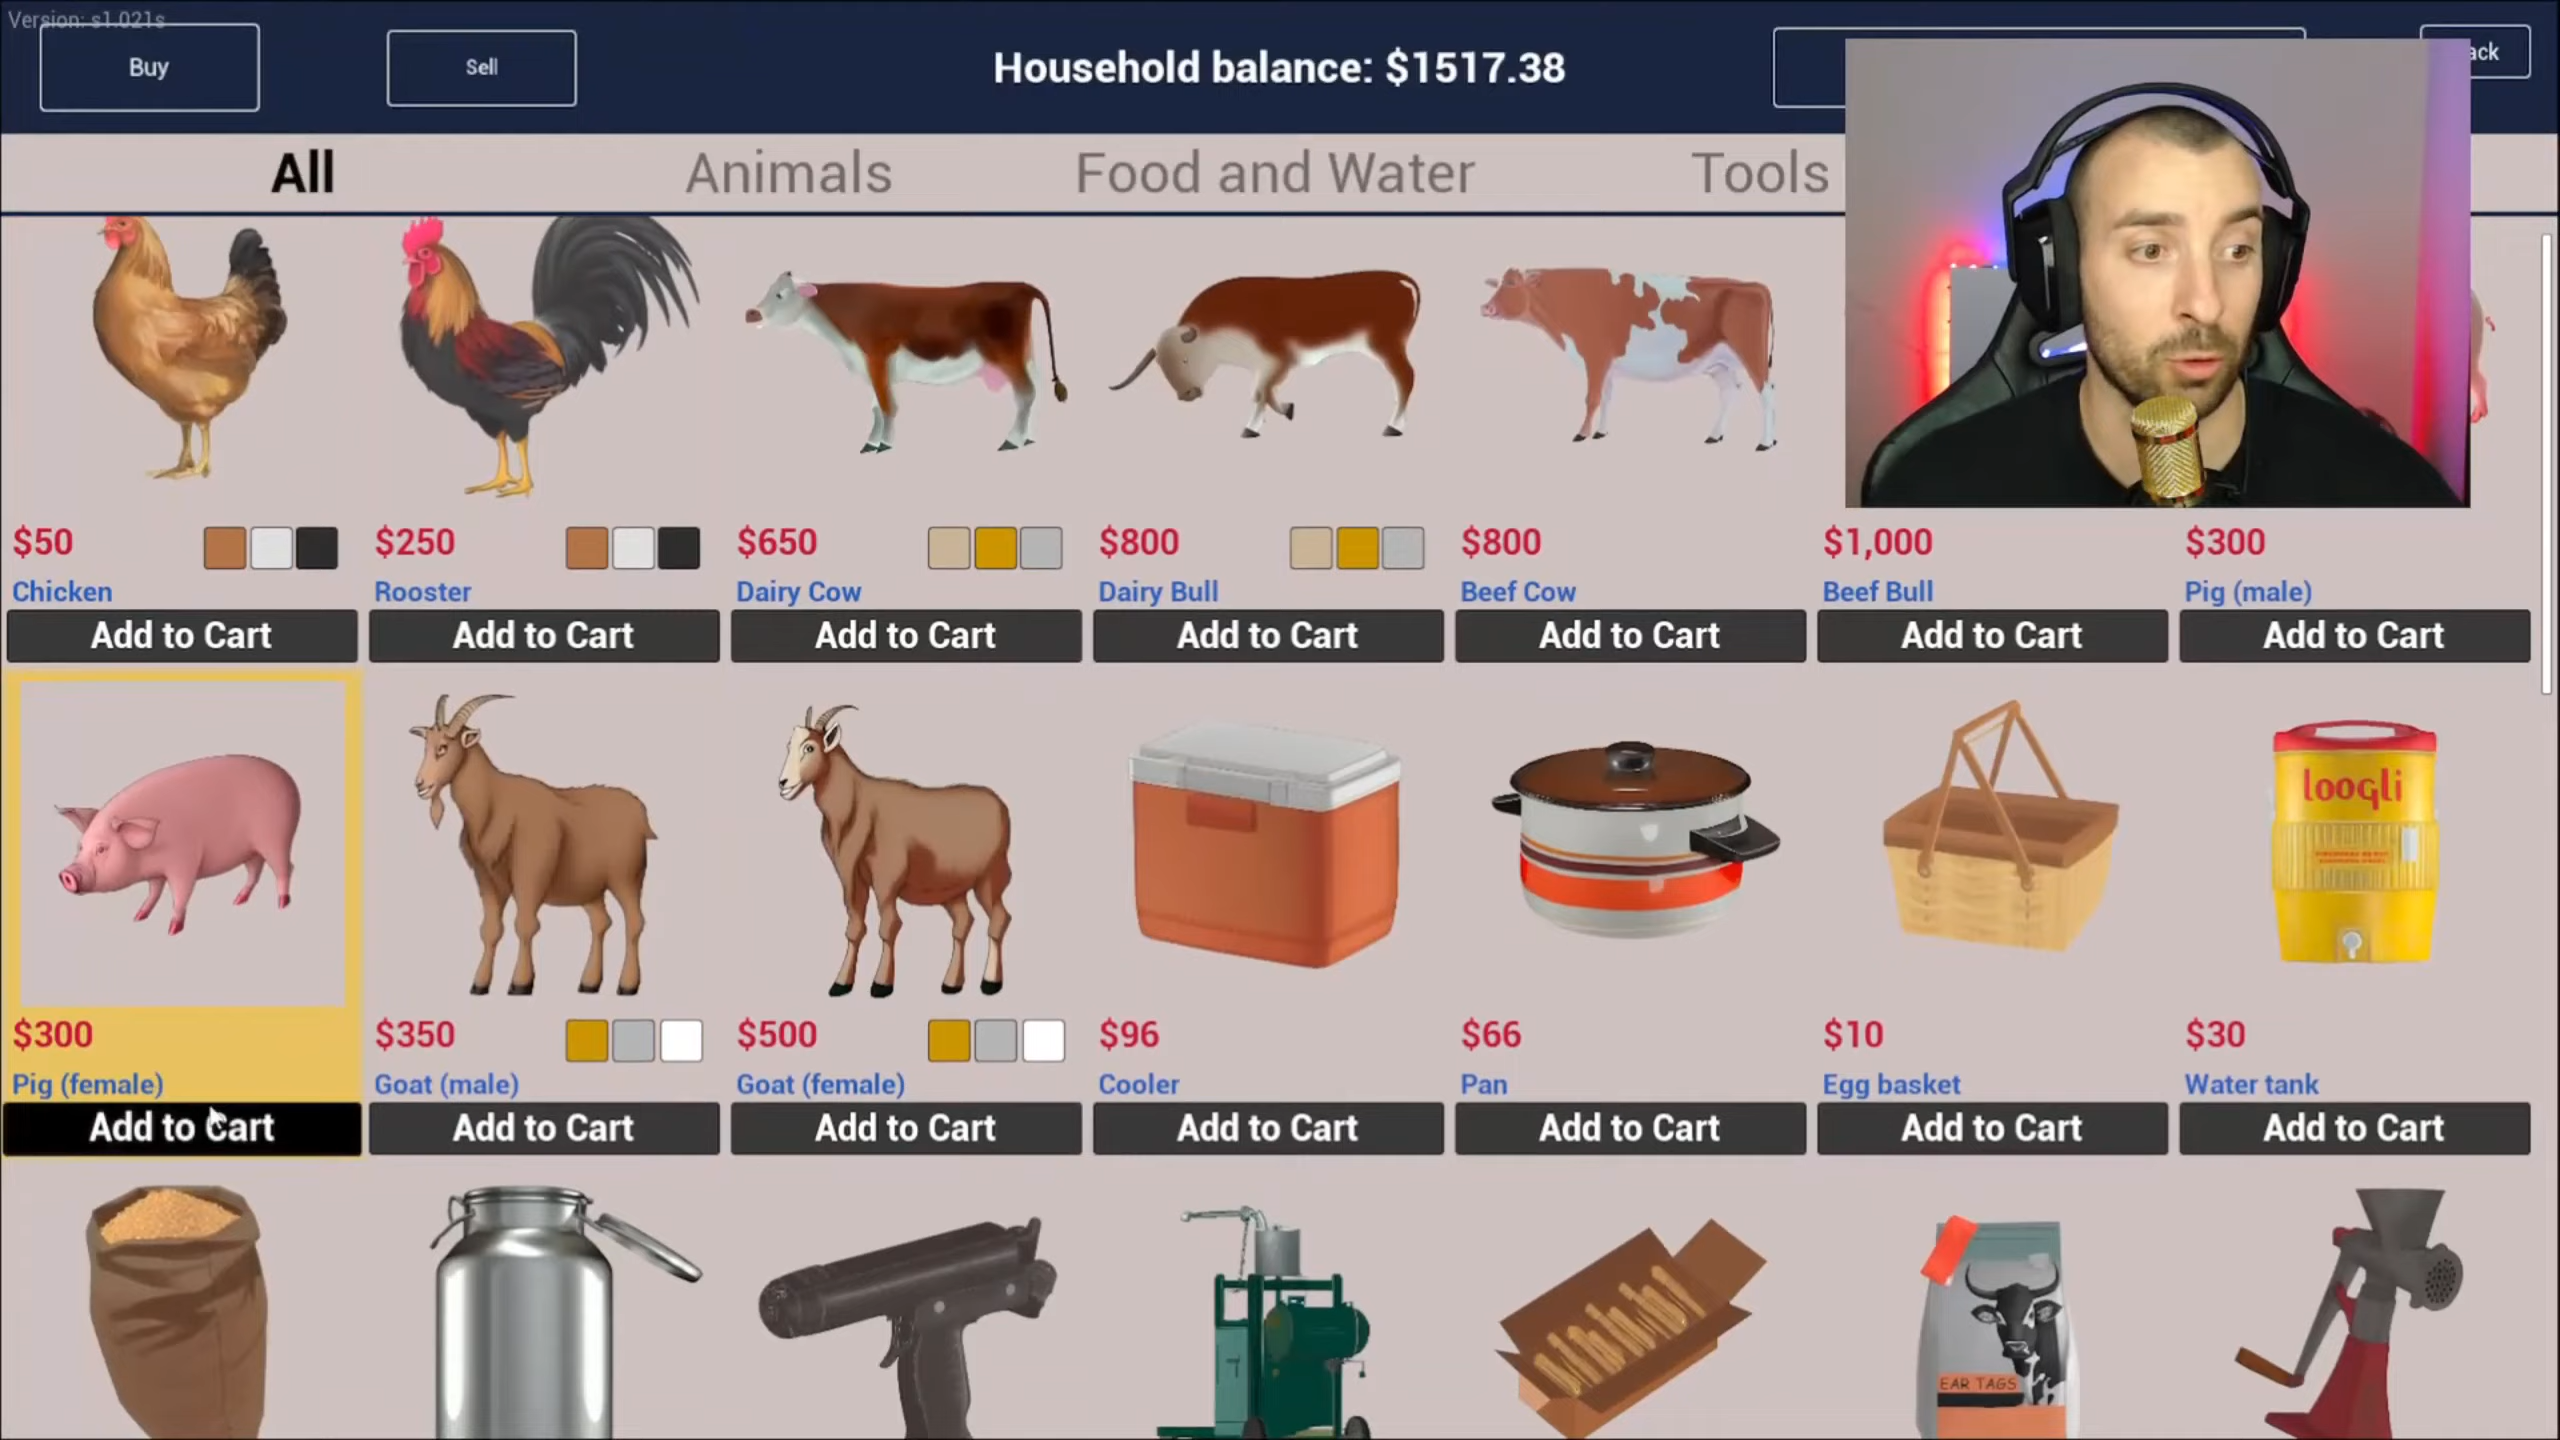 Version: s1.021s
Buy
Sell
Household balance: $1517.38
ack
All
Animals
Food and Water
Tools
$50
$250
$650
$800
$800
$1,000
$300
Chicken
Rooster
Dairy Cow
Dairy Bull
Beef Cow
Beef Bull
Pig (male)
Add to Cart
Add to Cart
Add to Cart
Add to Cart
Add to Cart
Add to Cart
Add to Cart
loogli
$300
$350
$500
$96
$66
$10
$30
Pig (female)
Goat (male)
Goat (female)
Cooler
Pan
Egg basket
Water tank
Add to Cart
Add to Cart
Add to Cart
Add to Cart
Add to Cart
Add to Cart
Add to Cart
EAR TAGS